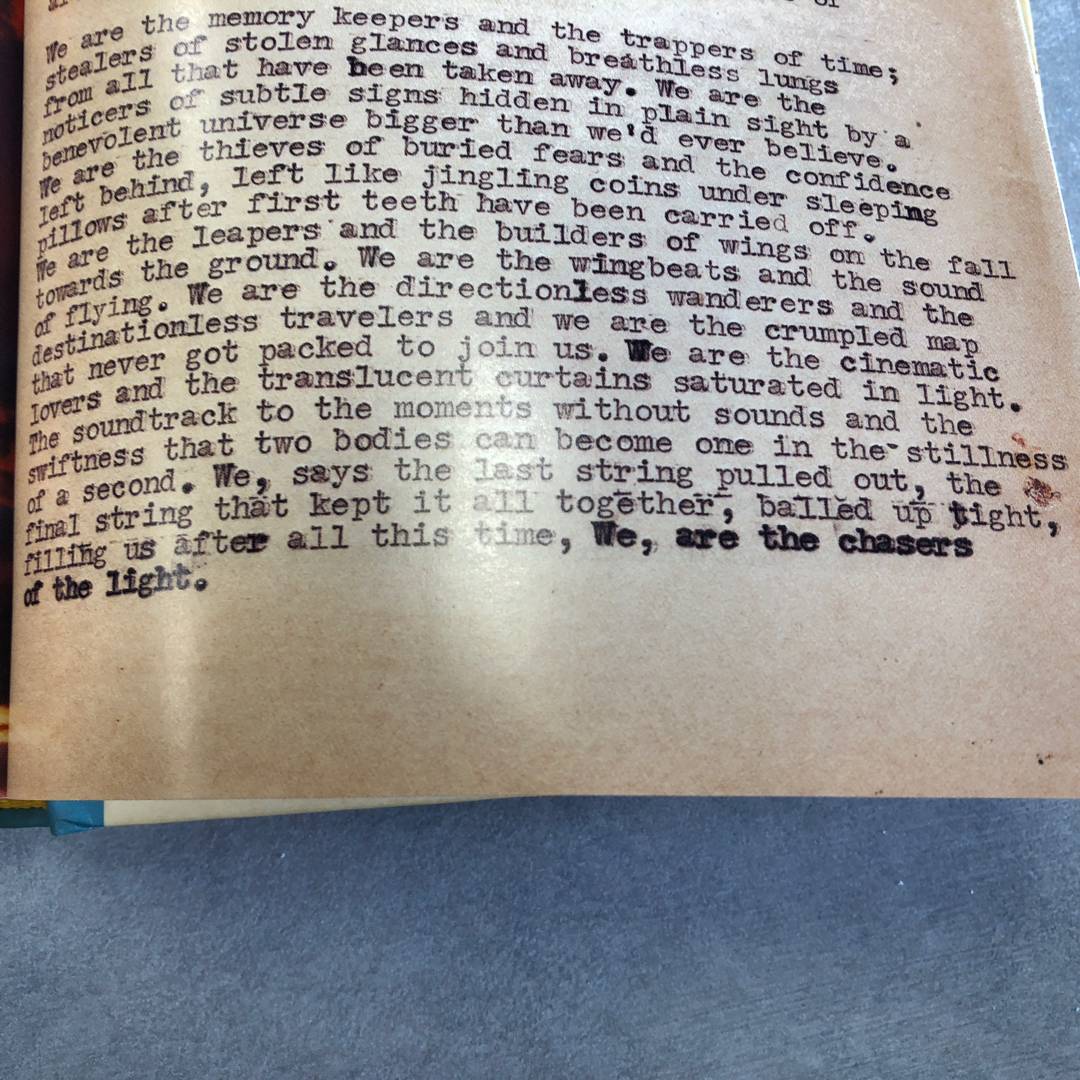 of
We are the memory keepers and the trappers of time;
stealers of stolen glances and breathless lungs
from all that have been taken away. We are the
noticers of subtle signs hidden in plain sight by a
benevolent universe bigger than we'd ever believe.
We are the thieves of buried fears and the confidence
left behind, left like jingling coins under sleeping
pillows after first teeth have been carried off.
We are the leapers and the builders of wings on the fall
towards the ground. We are the wingbeats and the sound
of flying. We are the directionless wanderers and the
destinationless travelers and we are the crumpled map
that never got packed to join us. We are the cinematic
lovers and the translucent curtains saturated in light.
The soundtrack to the moments without sounds and the
swiftness that two bodies can become one in the stillness
of a second. We, says the last string pulled out, the
final string that kept it all together, balled up tight,
filling us after all this time, We, are the chasers
of the light.